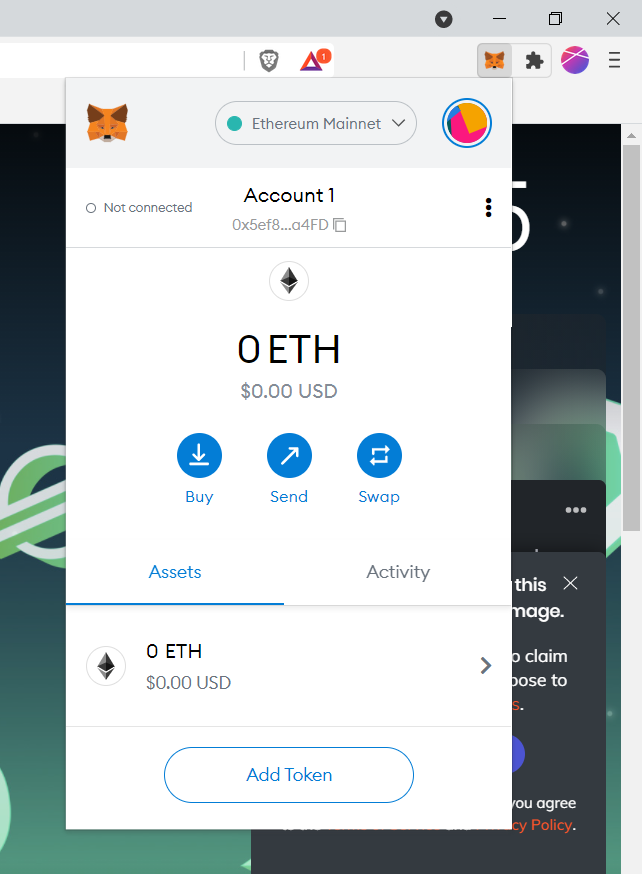 1
Ethereum Mainnet
Not connected
Account 1
0x5ef8...a4FD
5
0 ETH
$0.00 USD
Buy
Send
Swap
Assets
Activity
this
mage.
0 ETH
$0.00 USD
o claim
pose to
s.
Add Token
you agree
cy Policy.